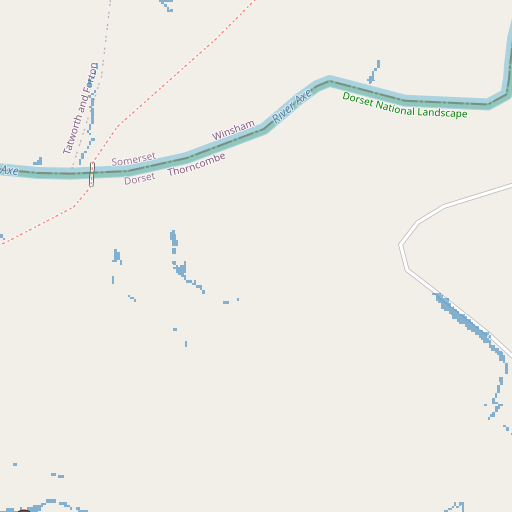 Tatworth and Forton
River Axe
Dorset National Landscape
Winsham
Somerset
Thorncombe
Axe
Dorset